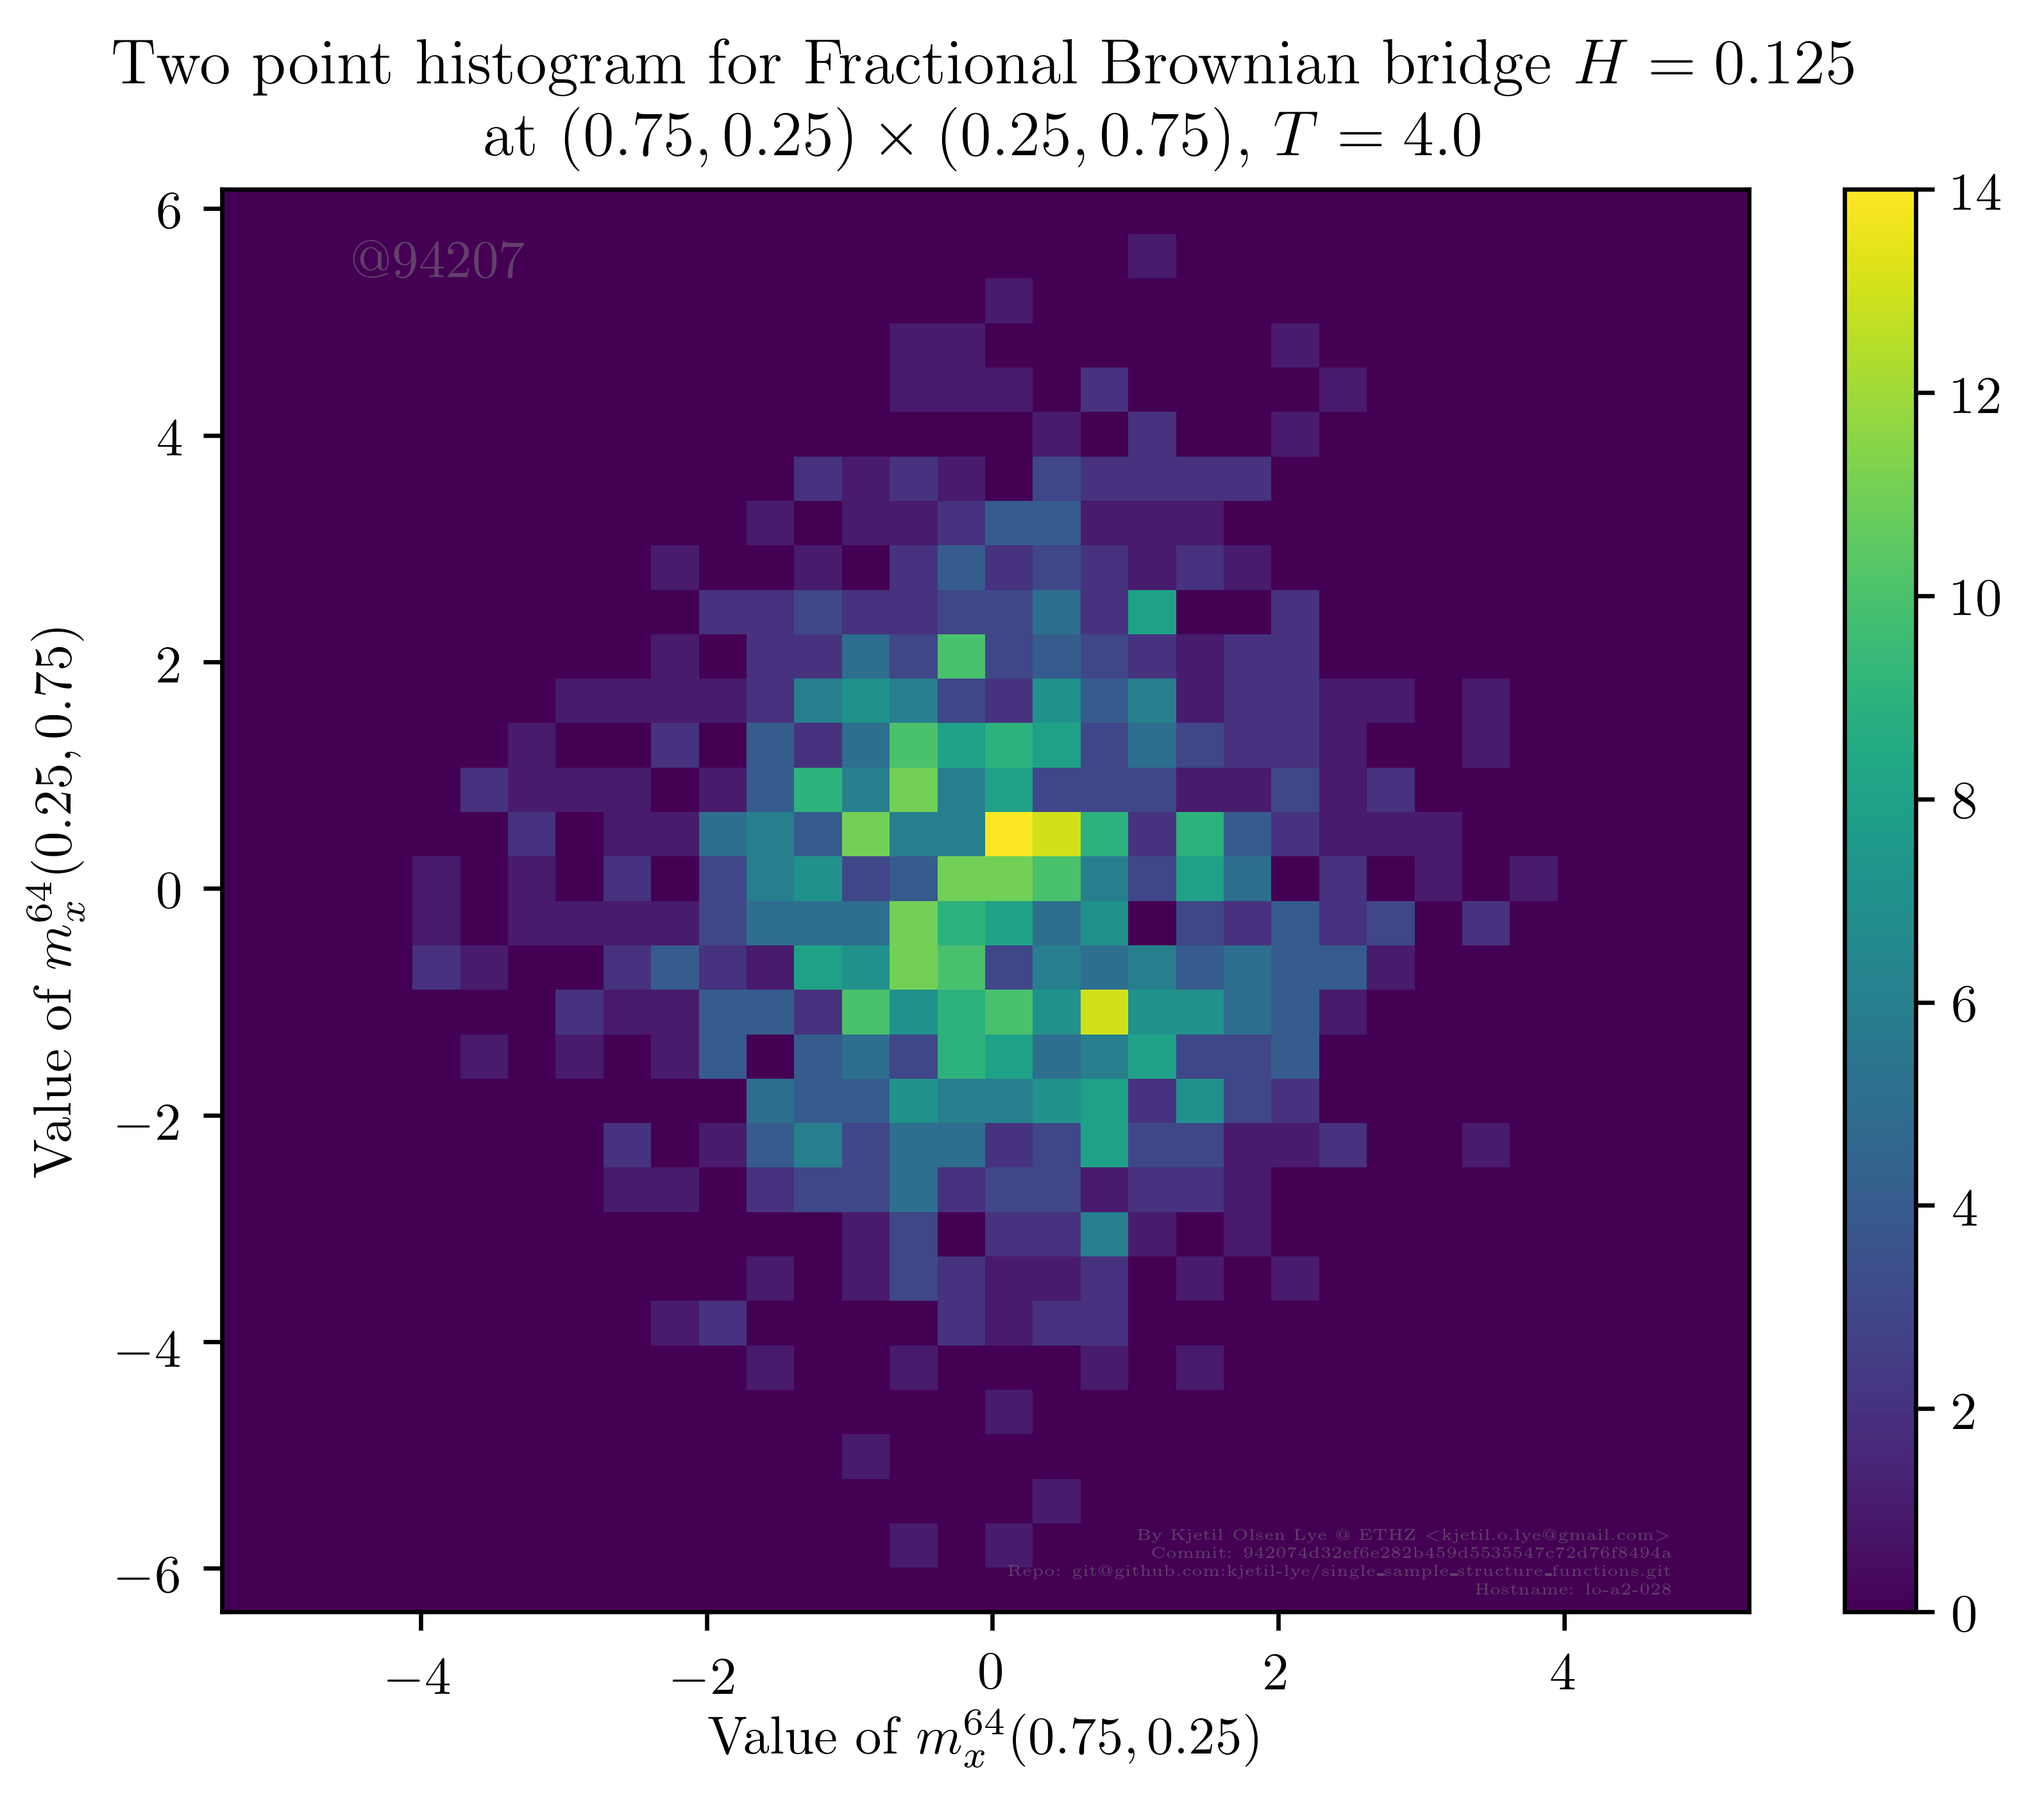 Two point histogram for Fractional Brownian bridge H = 0.125
at (0.75, 0.25) × (0.25, 0.75), T = 4.0
@94207
6
4
2
0
−2
−4
−6
Value of m_x^{64}(0.25, 0.75)
−4 −2 0 2 4
Value of m_x^{64}(0.75, 0.25)
14
12
10
8
6
4
2
0
By Kjetil Olsen Lye @ ETHZ <kjetil.o.lye@gmail.com>
Commit: 942074d32ef6e282b459d5535547c72d76f8494a
Repo: git@github.com:kjetil-lye/single_sample_structure_functions.git
Hostname: lo-a2-028